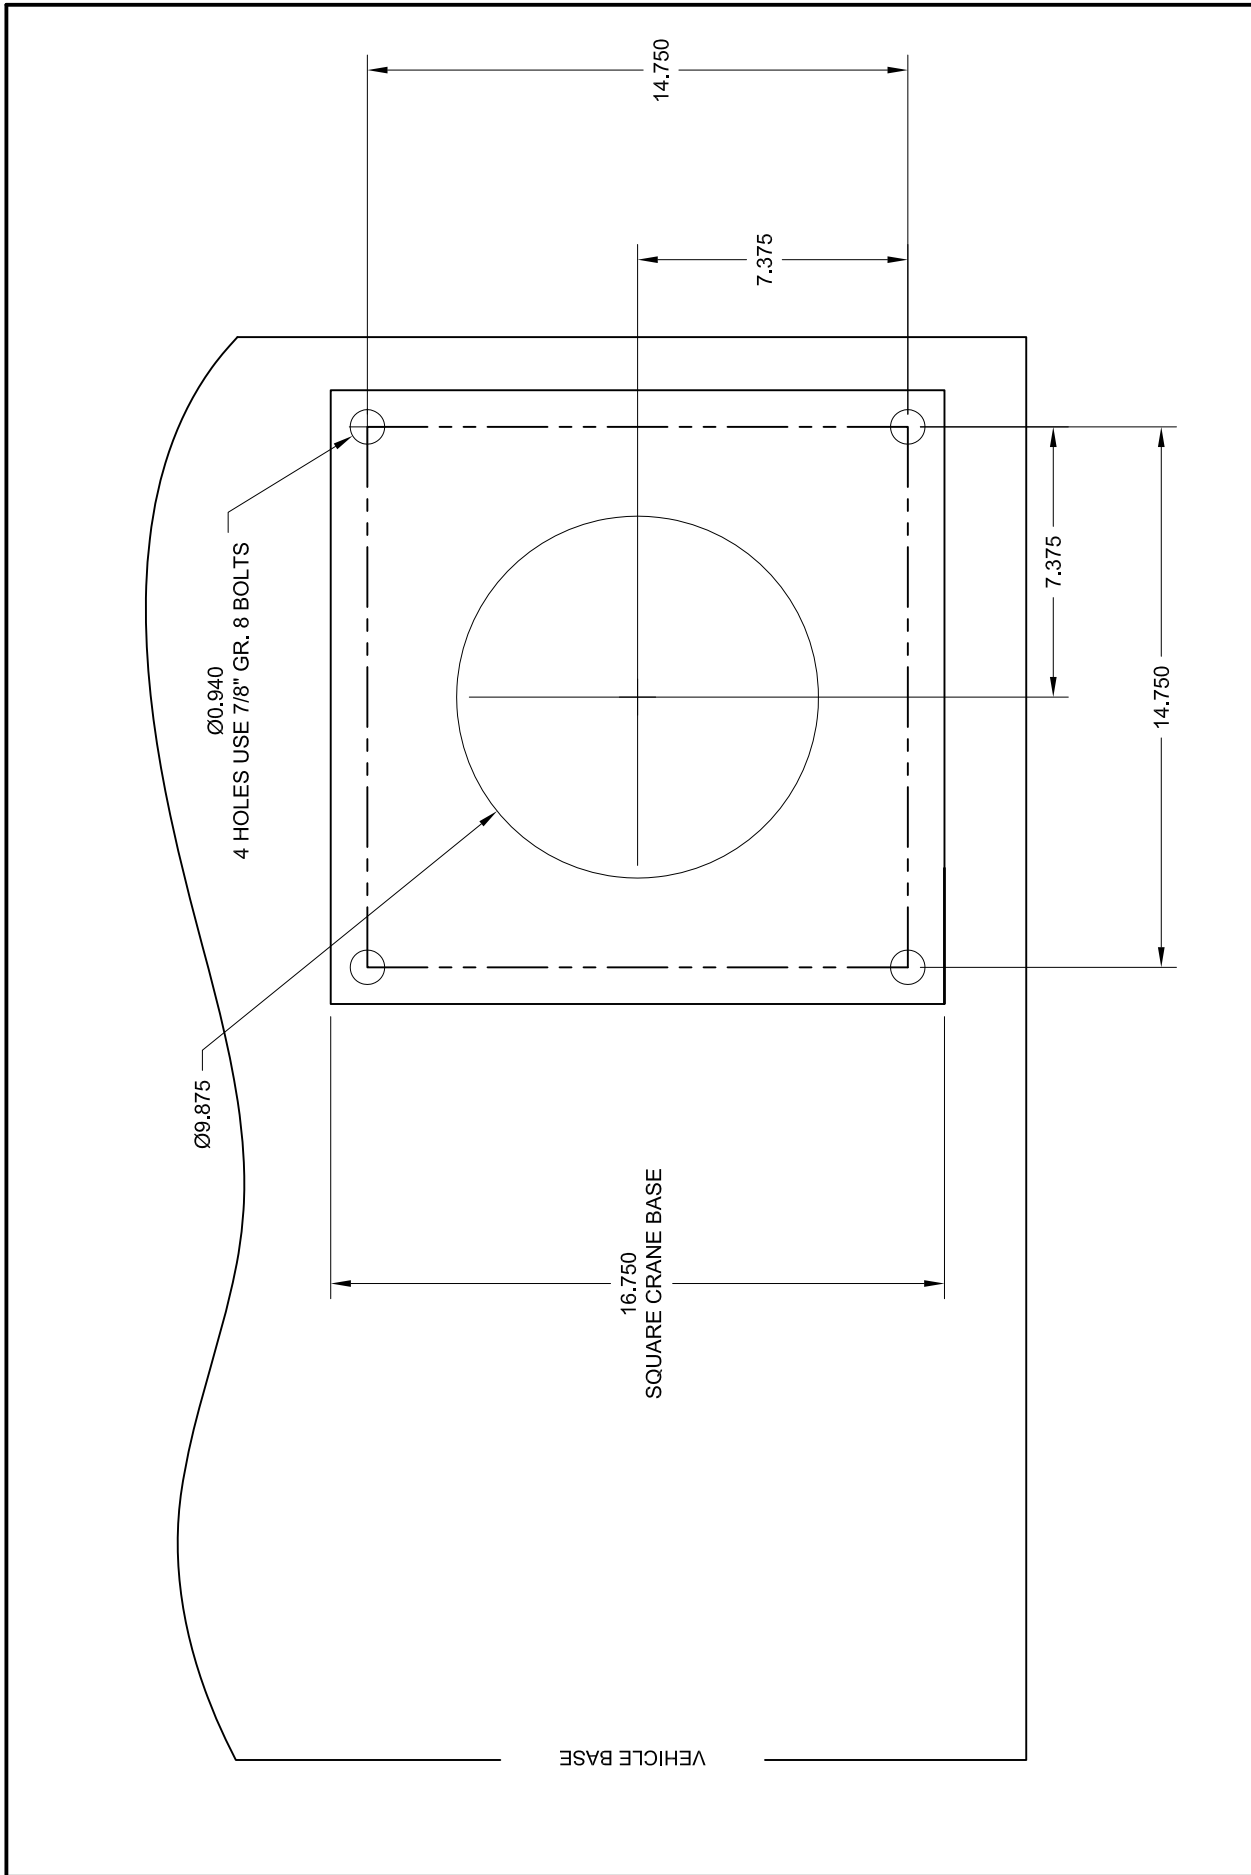 14.750
7.375
Ø0.940
4 HOLES USE 7/8" GR. 8 BOLTS
7.375
14.750
Ø9.875
16.750
SQUARE CRANE BASE
VEHICLE BASE